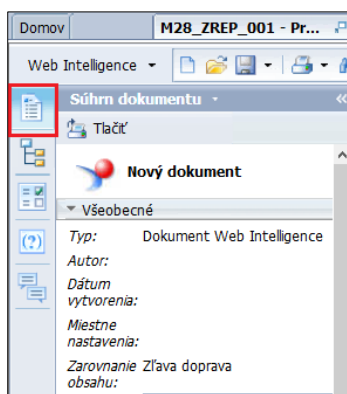 Domov M28_ZREP_001 - Pr...
Web Intelligence
Súhrn dokumentu
Tlačiť
Nový dokument
Všeobecné
Typ: Dokument Web Intelligence
Autor:
Dátum
vytvorenia:
Miestne
nastavenia:
Zarovnanie Zľava doprava
obsahu: